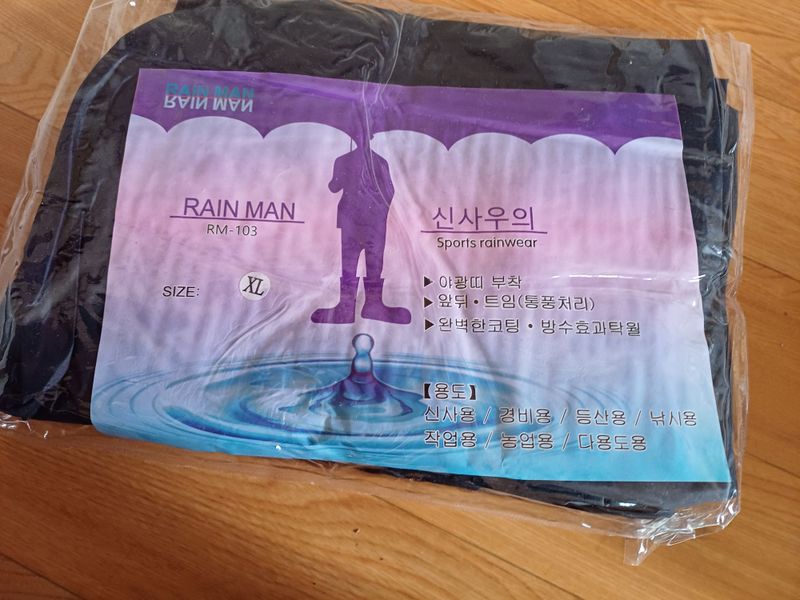 RAIN MAN
RAIN MAN
RAIN MAN
RM-103
SIZE: XL
신사우의
Sports rainwear
▶ 야광띠 부착
▶ 앞뒤 · 트임(통풍처리)
▶ 완벽한코팅 · 방수효과탁월
【용도】
신사용 / 경비용 / 등산용 / 낚시용
작업용 / 농업용 / 다용도용